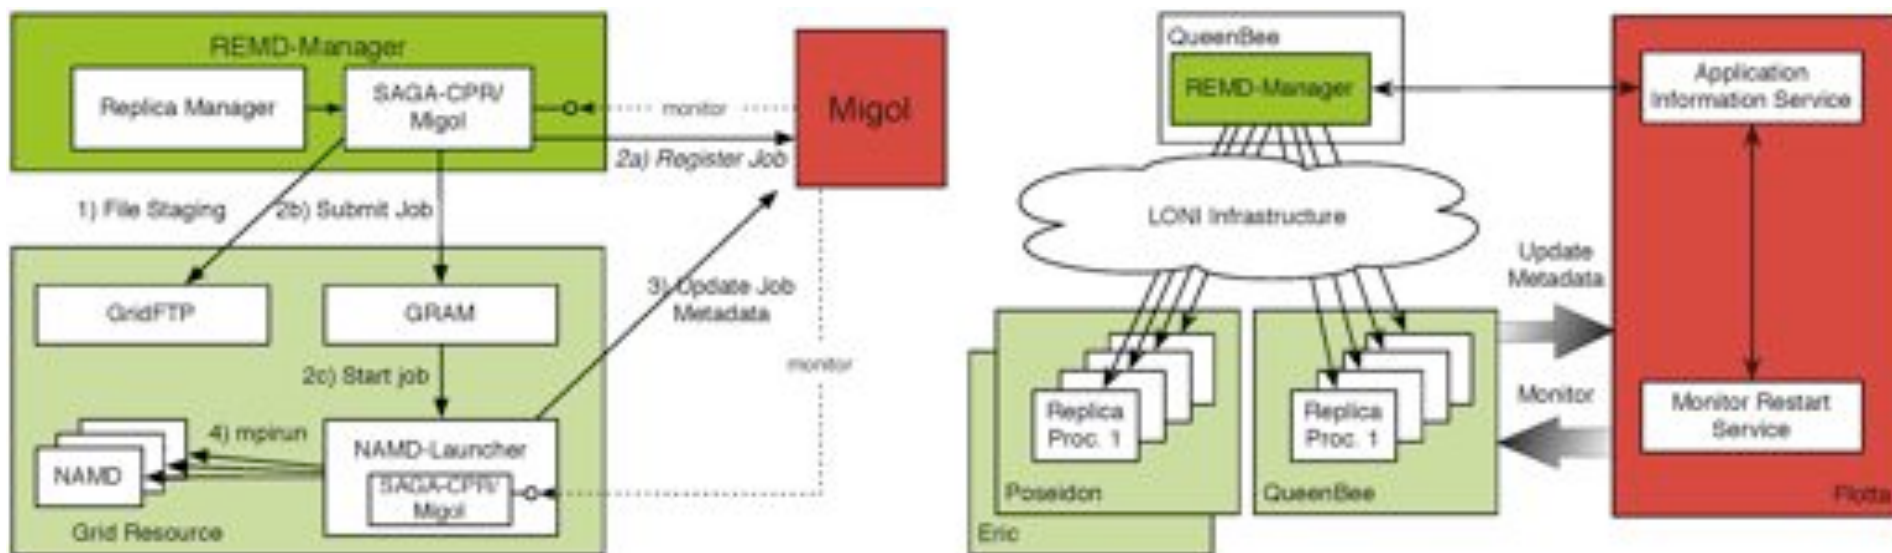 REMD-Manager
Replica Manager
SAGA-CPR/
Migol
monitor
Migol
2a) Register Job
1) File Staging
2b) Submit Job
GridFTP
GRAM
3) Update Job
Metadata
2c) Start job
monitor
4) mpirun
NAMD
NAMD-Launcher
SAGA-CPR/
Migol
Grid Resource
QueenBee
REMD-Manager
Application
Information Service
LONI Infrastructure
Update
Metadata
Monitor
Replica
Proc. 1
Replica
Proc. 1
Monitor Restart
Service
Poseidon
QueenBee
Flotta
Eric